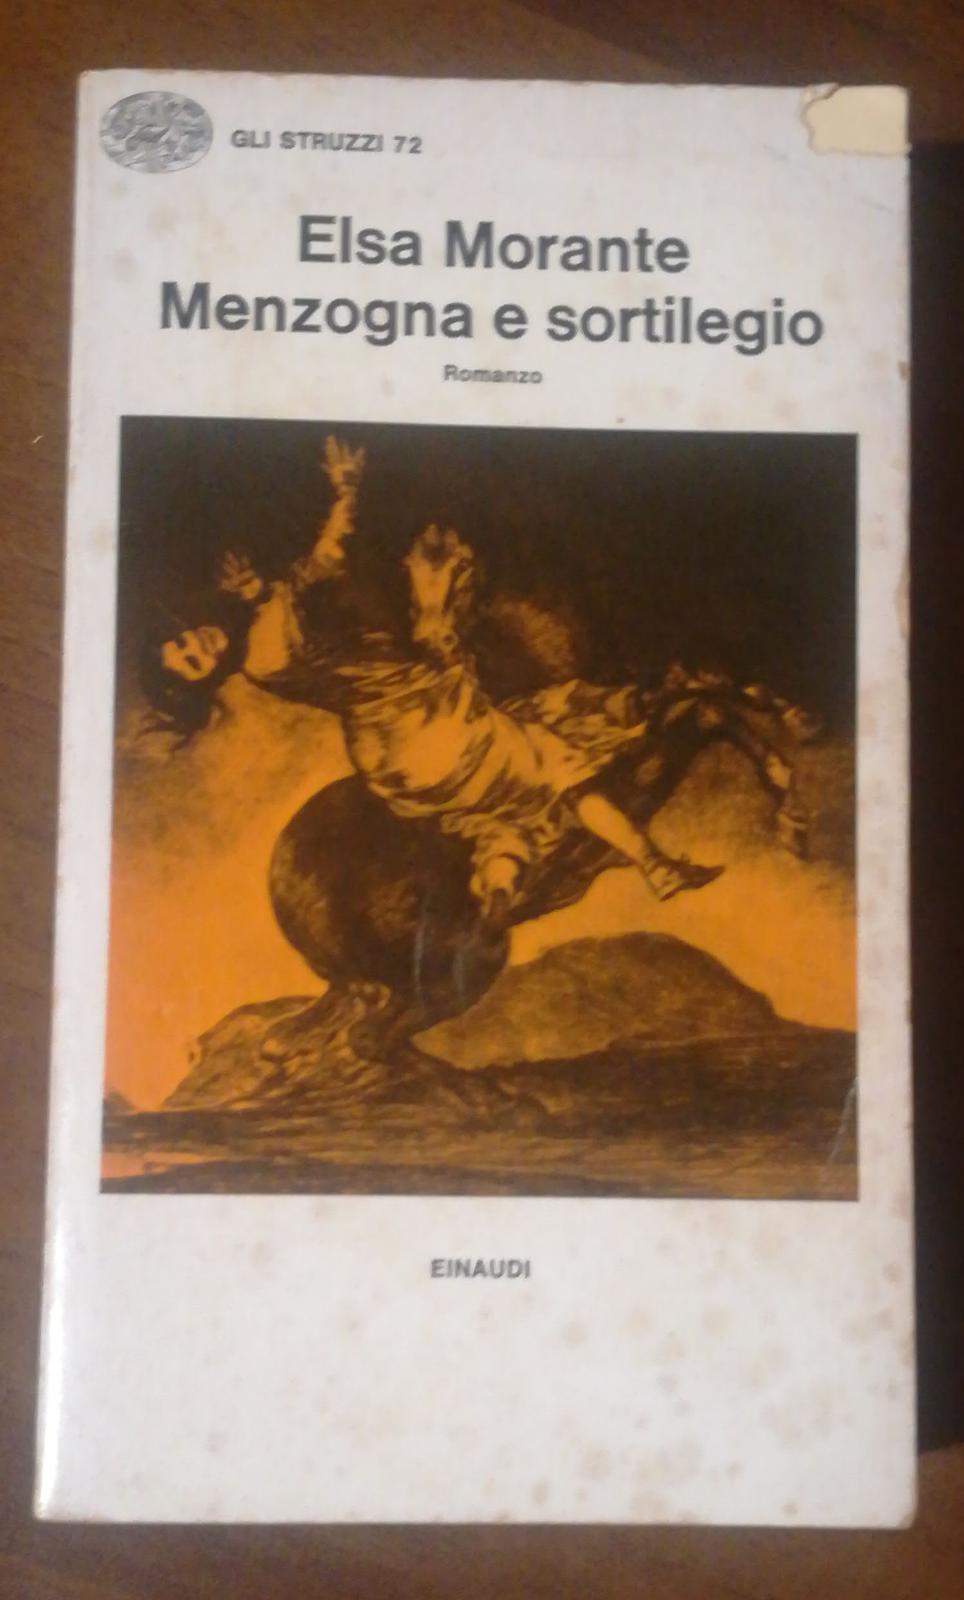 GLI STRUZZI 72
Elsa Morante
Menzogna e sortilegio
Romanzo
EINAUDI